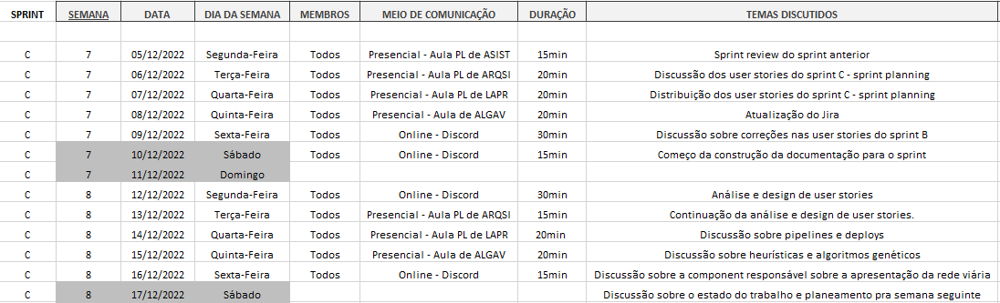 SPRINT SEMANA DATA DIA DA SEMANA MEMBROS MEIO DE COMUNICAÇÃO DURAÇÃO TEMAS DISCUTIDOS
C 7 05/12/2022 Segunda-Feira Todos Presencial - Aula PL de ASIST 15min Sprint review do sprint anterior
C 7 06/12/2022 Terça-Feira Todos Presencial - Aula PL de ARQSI 20min Discussão dos user stories do sprint C - sprint planning
C 7 07/12/2022 Quarta-Feira Todos Presencial - Aula PL de LAPR 20min Distribuição dos user stories do sprint C - sprint planning
C 7 08/12/2022 Quinta-Feira Todos Presencial - Aula de ALGAV 20min Atualização do Jira
C 7 09/12/2022 Sexta-Feira Todos Online - Discord 30min Discussão sobre correções nas user stories do sprint B
C 7 10/12/2022 Sábado Todos Online - Discord 15min Começo da construção da documentação para o sprint
C 7 11/12/2022 Domingo
C 8 12/12/2022 Segunda-Feira Todos Online - Discord 30min Análise e design de user stories
C 8 13/12/2022 Terça-Feira Todos Presencial - Aula PL de ARQSI 15min Continuação da análise e design de user stories.
C 8 14/12/2022 Quarta-Feira Todos Presencial - Aula PL de LAPR 20min Discussão sobre pipelines e deploys
C 8 15/12/2022 Quinta-Feira Todos Presencial - Aula de ALGAV 20min Discussão sobre heurísticas e algoritmos genéticos
C 8 16/12/2022 Sexta-Feira Todos Online - Discord 15min Discussão sobre a component responsável sobre a apresentação da rede viária
C 8 17/12/2022 Sábado Discussão sobre o estado do trabalho e planeamento pra semana seguinte